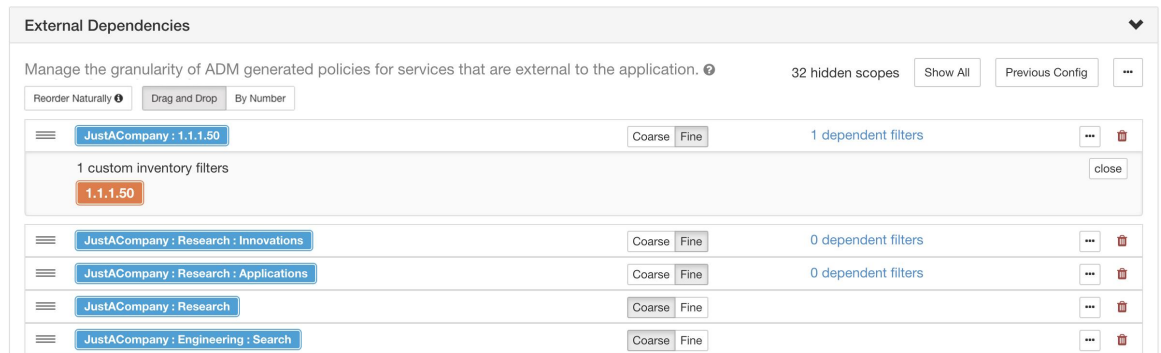 External Dependencies
Manage the granularity of ADM generated policies for services that are external to the application. 32 hidden scopes Show All Previous Config ...
Reorder Naturally Drag and Drop By Number
JustACompany : 1.1.1.50 Coarse Fine 1 dependent filters ...
1 custom inventory filters close
1.1.1.50
JustACompany : Research : Innovations Coarse Fine 0 dependent filters ...
JustACompany : Research : Applications Coarse Fine 0 dependent filters ...
JustACompany : Research Coarse Fine ...
JustACompany : Engineering : Search Coarse Fine ...